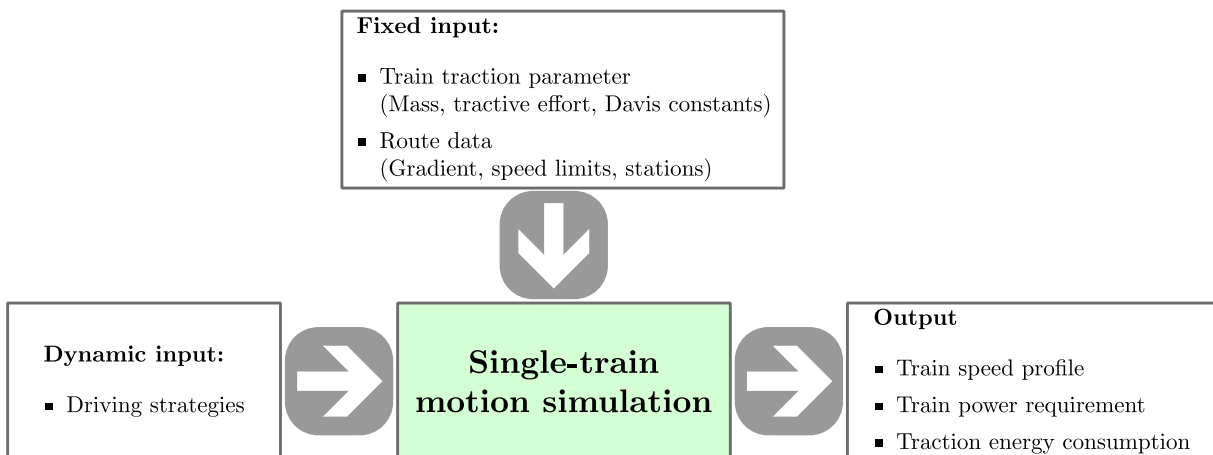 Fixed input:
▪ Train traction parameter
(Mass, tractive effort, Davis constants)
▪ Route data
(Gradient, speed limits, stations)
Dynamic input:
▪ Driving strategies
Single-train
motion simulation
Output
▪ Train speed profile
▪ Train power requirement
▪ Traction energy consumption